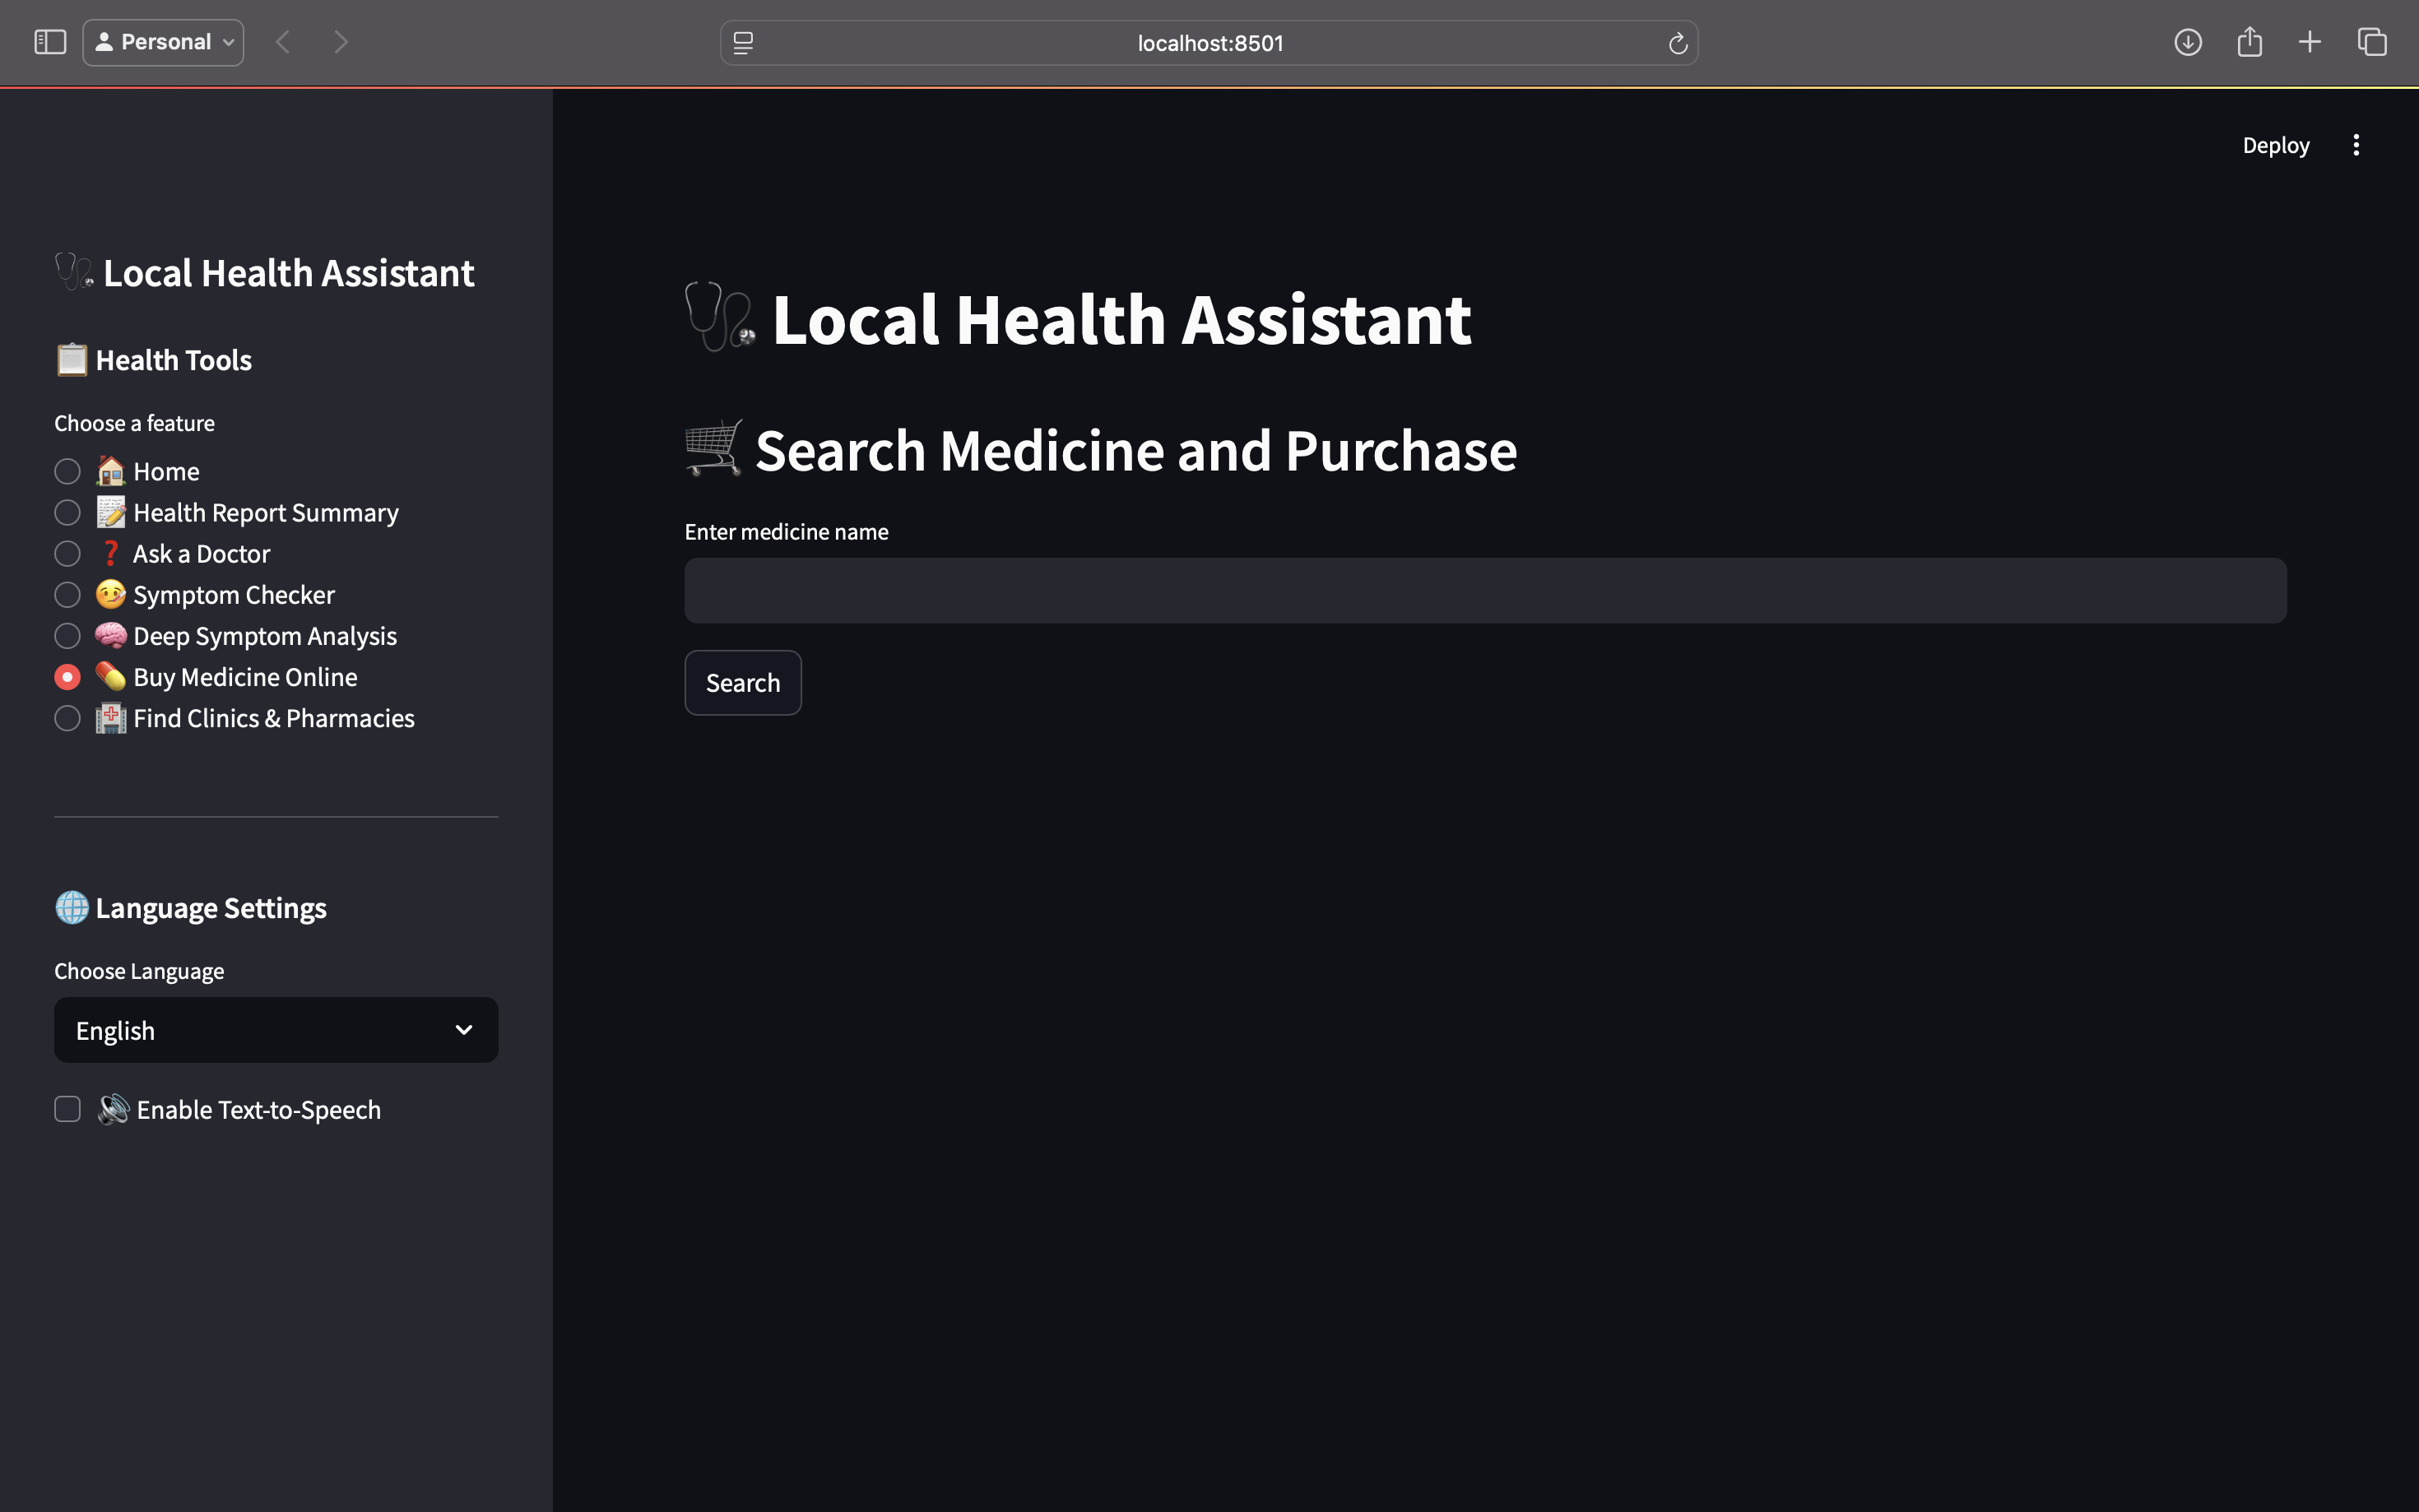 Personal
localhost:8501
Deploy
Local Health Assistant
Health Tools
Choose a feature
Home
Health Report Summary
Ask a Doctor
Symptom Checker
Deep Symptom Analysis
Buy Medicine Online
Find Clinics & Pharmacies
Language Settings
Choose Language
English
Enable Text-to-Speech
Local Health Assistant
Search Medicine and Purchase
Enter medicine name
Search